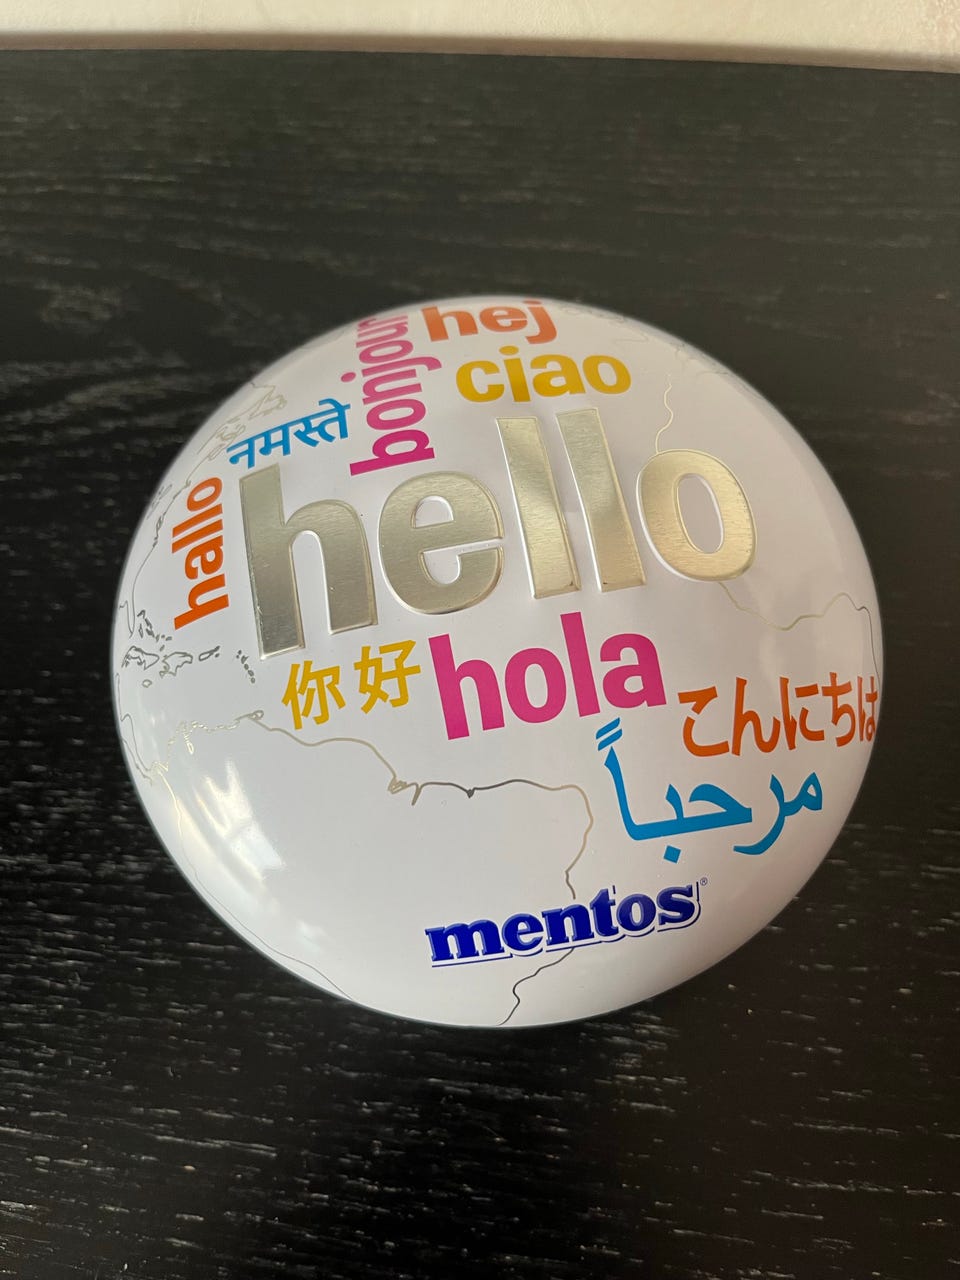 hej
bonjour
ciao
नमस्ते
hello
hallo
你好
hola
こんにちは
مرحباً
mentos®